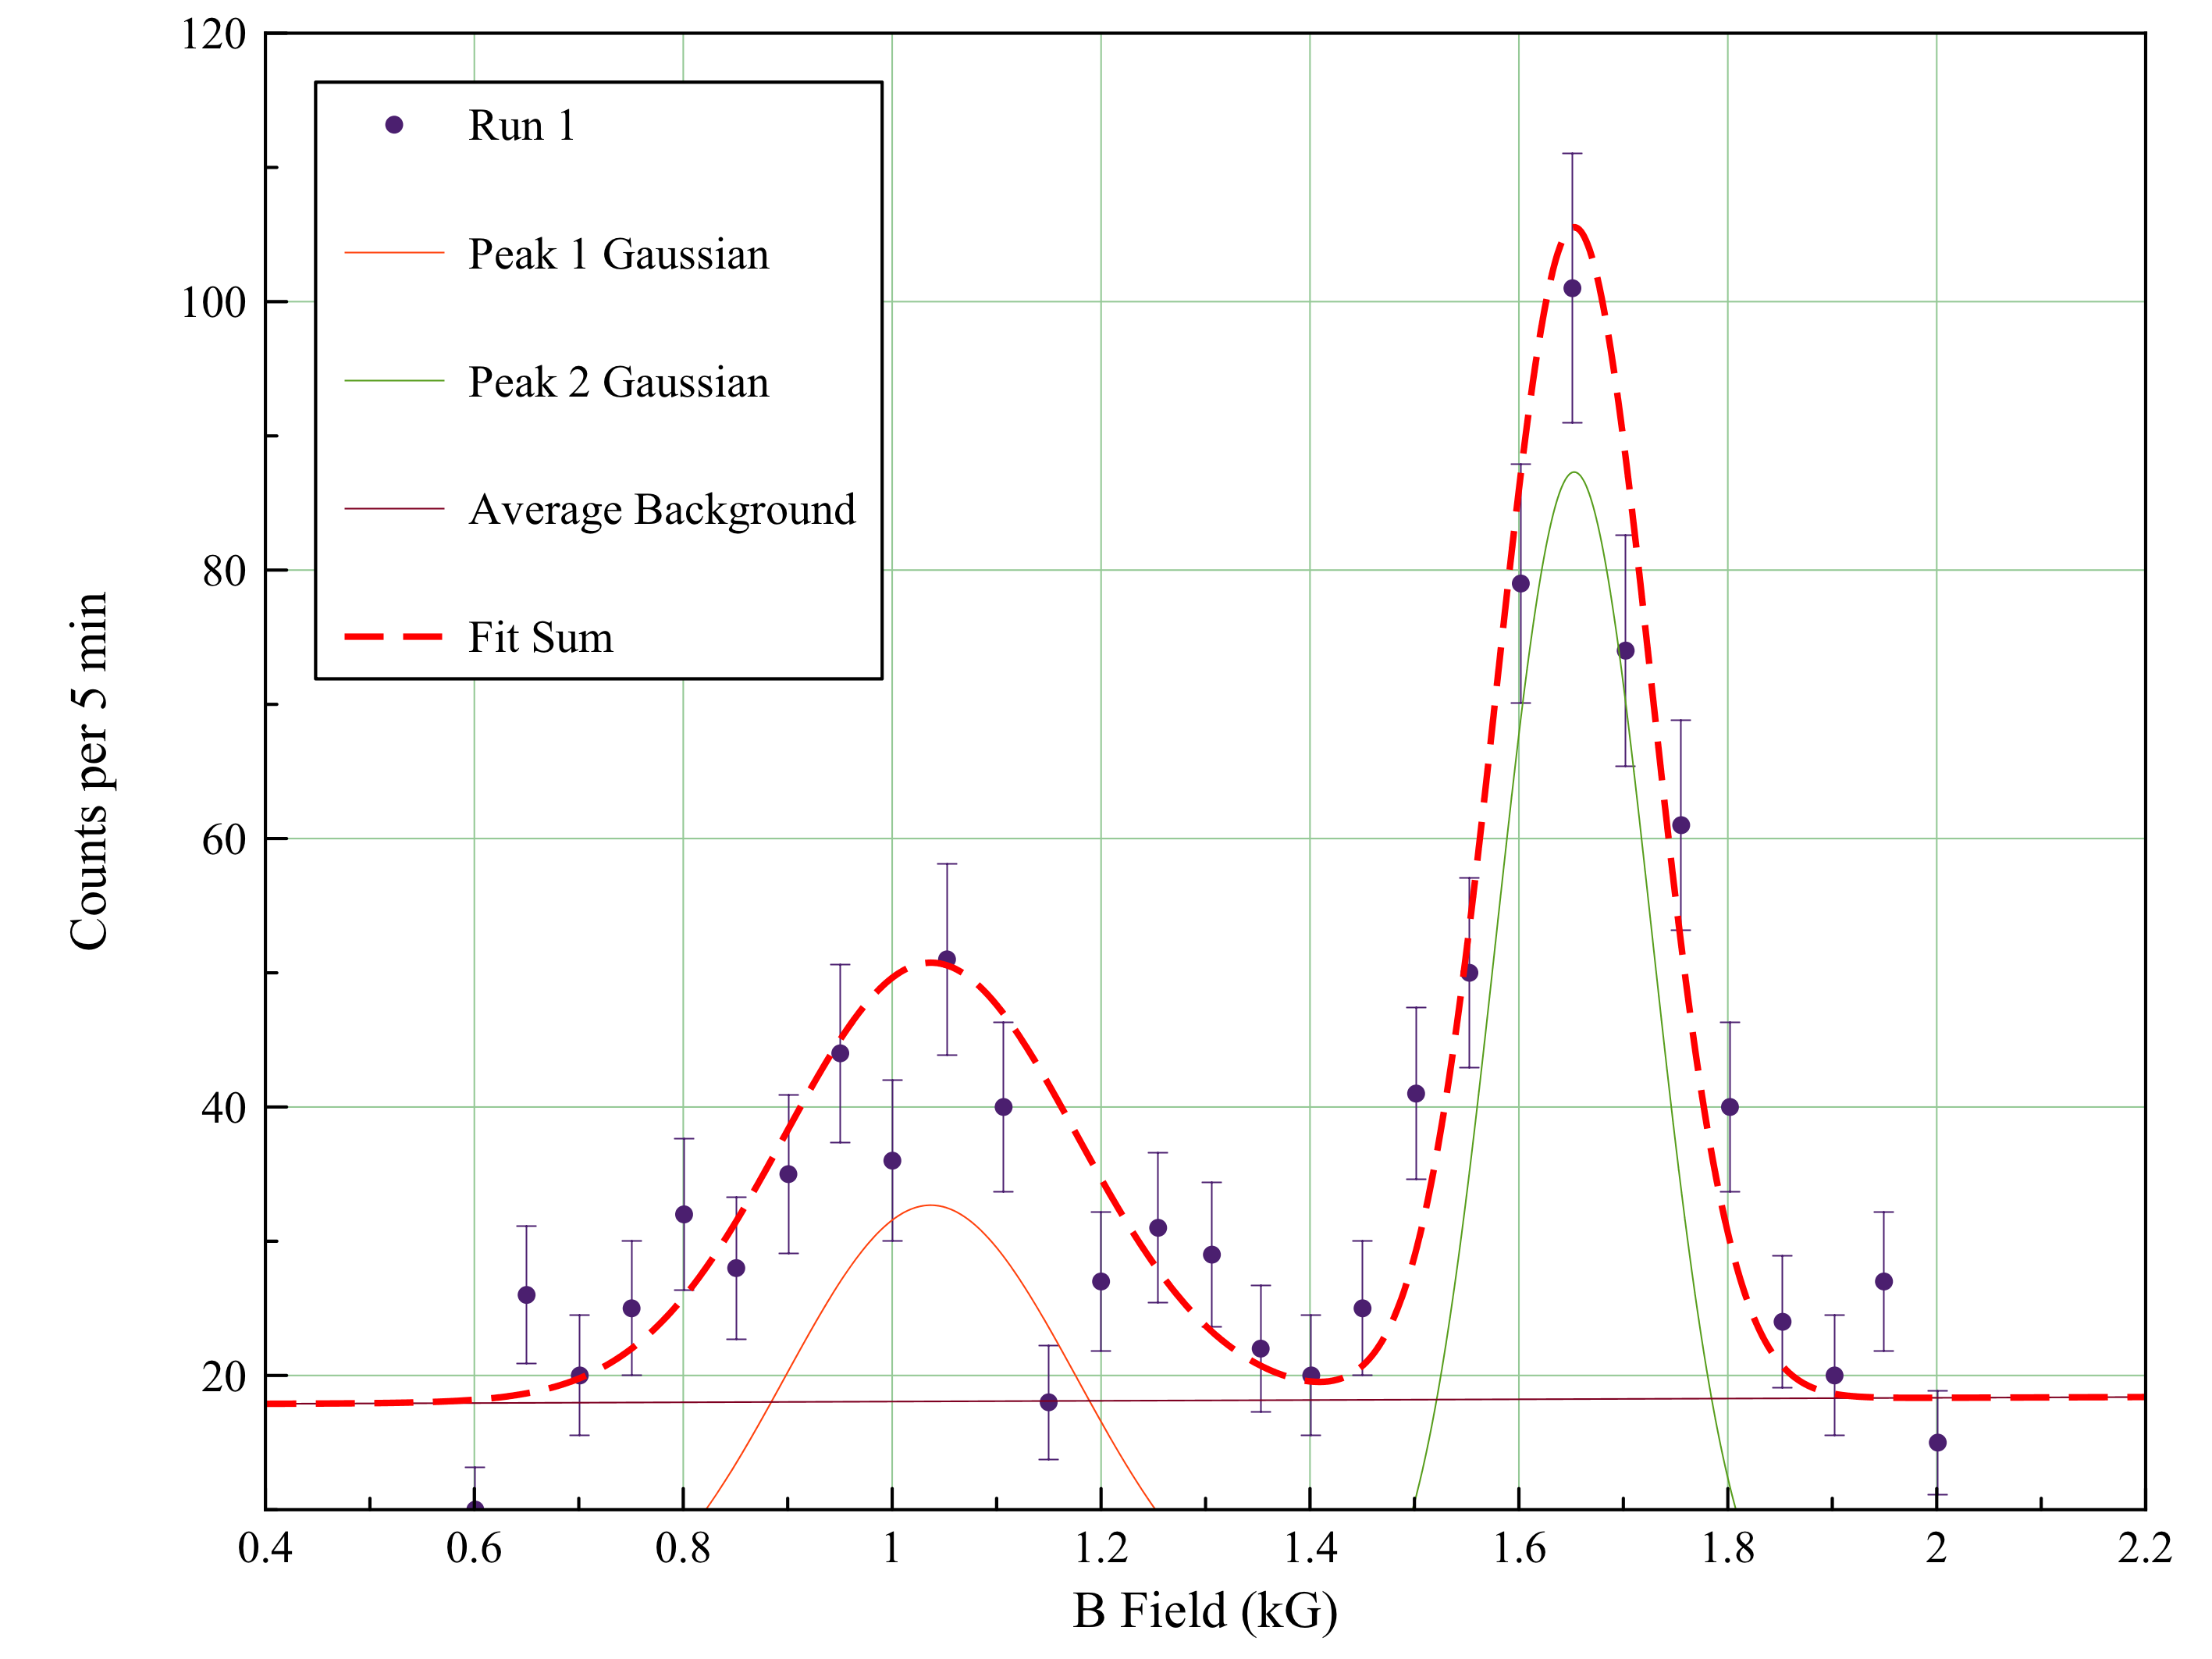 120
100
80
60
40
20
Counts per 5 min
Run 1
Peak 1 Gaussian
Peak 2 Gaussian
Average Background
Fit Sum
0.4 0.6 0.8 1 1.2 1.4 1.6 1.8 2 2.2
B Field (kG)